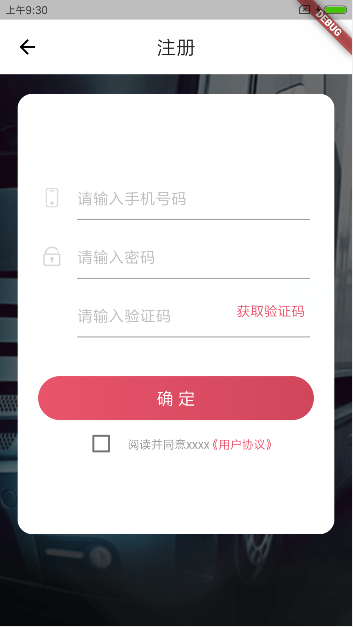 上午9:30
DEBUG
注册
请输入手机号码
请输入密码
请输入验证码
获取验证码
确 定
阅读并同意xxxx《用户协议》